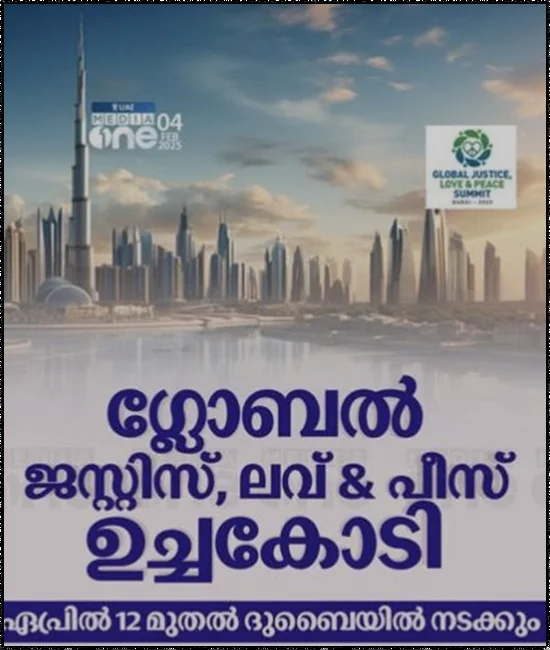 UAE
MEDIA
one
04
FEB
2025
GLOBAL JUSTICE,
LOVE & PEACE
SUMMIT
DUBAI - 2025
ഗ്ലോബൽ
ജസ്റ്റിസ്, ലവ് & പീസ്
ഉച്ചകോടി
ഏപ്രിൽ 12 മുതൽ ദുബൈയിൽ നടക്കും